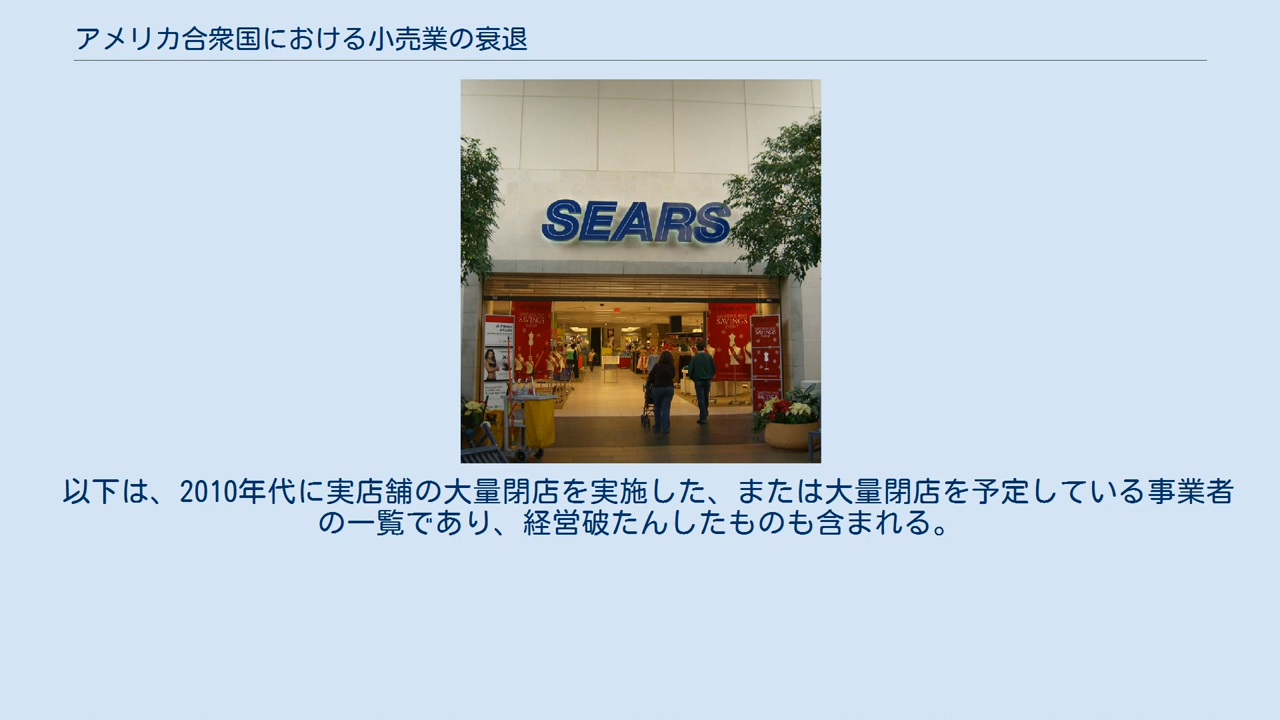 アメリカ合衆国における小売業の衰退
SEARS
SAVINGS
SAVINGS
以下は、2010年代に実店舗の大量閉店を実施した、または大量閉店を予定している事業者
の一覧であり、経営破たんしたものも含まれる。